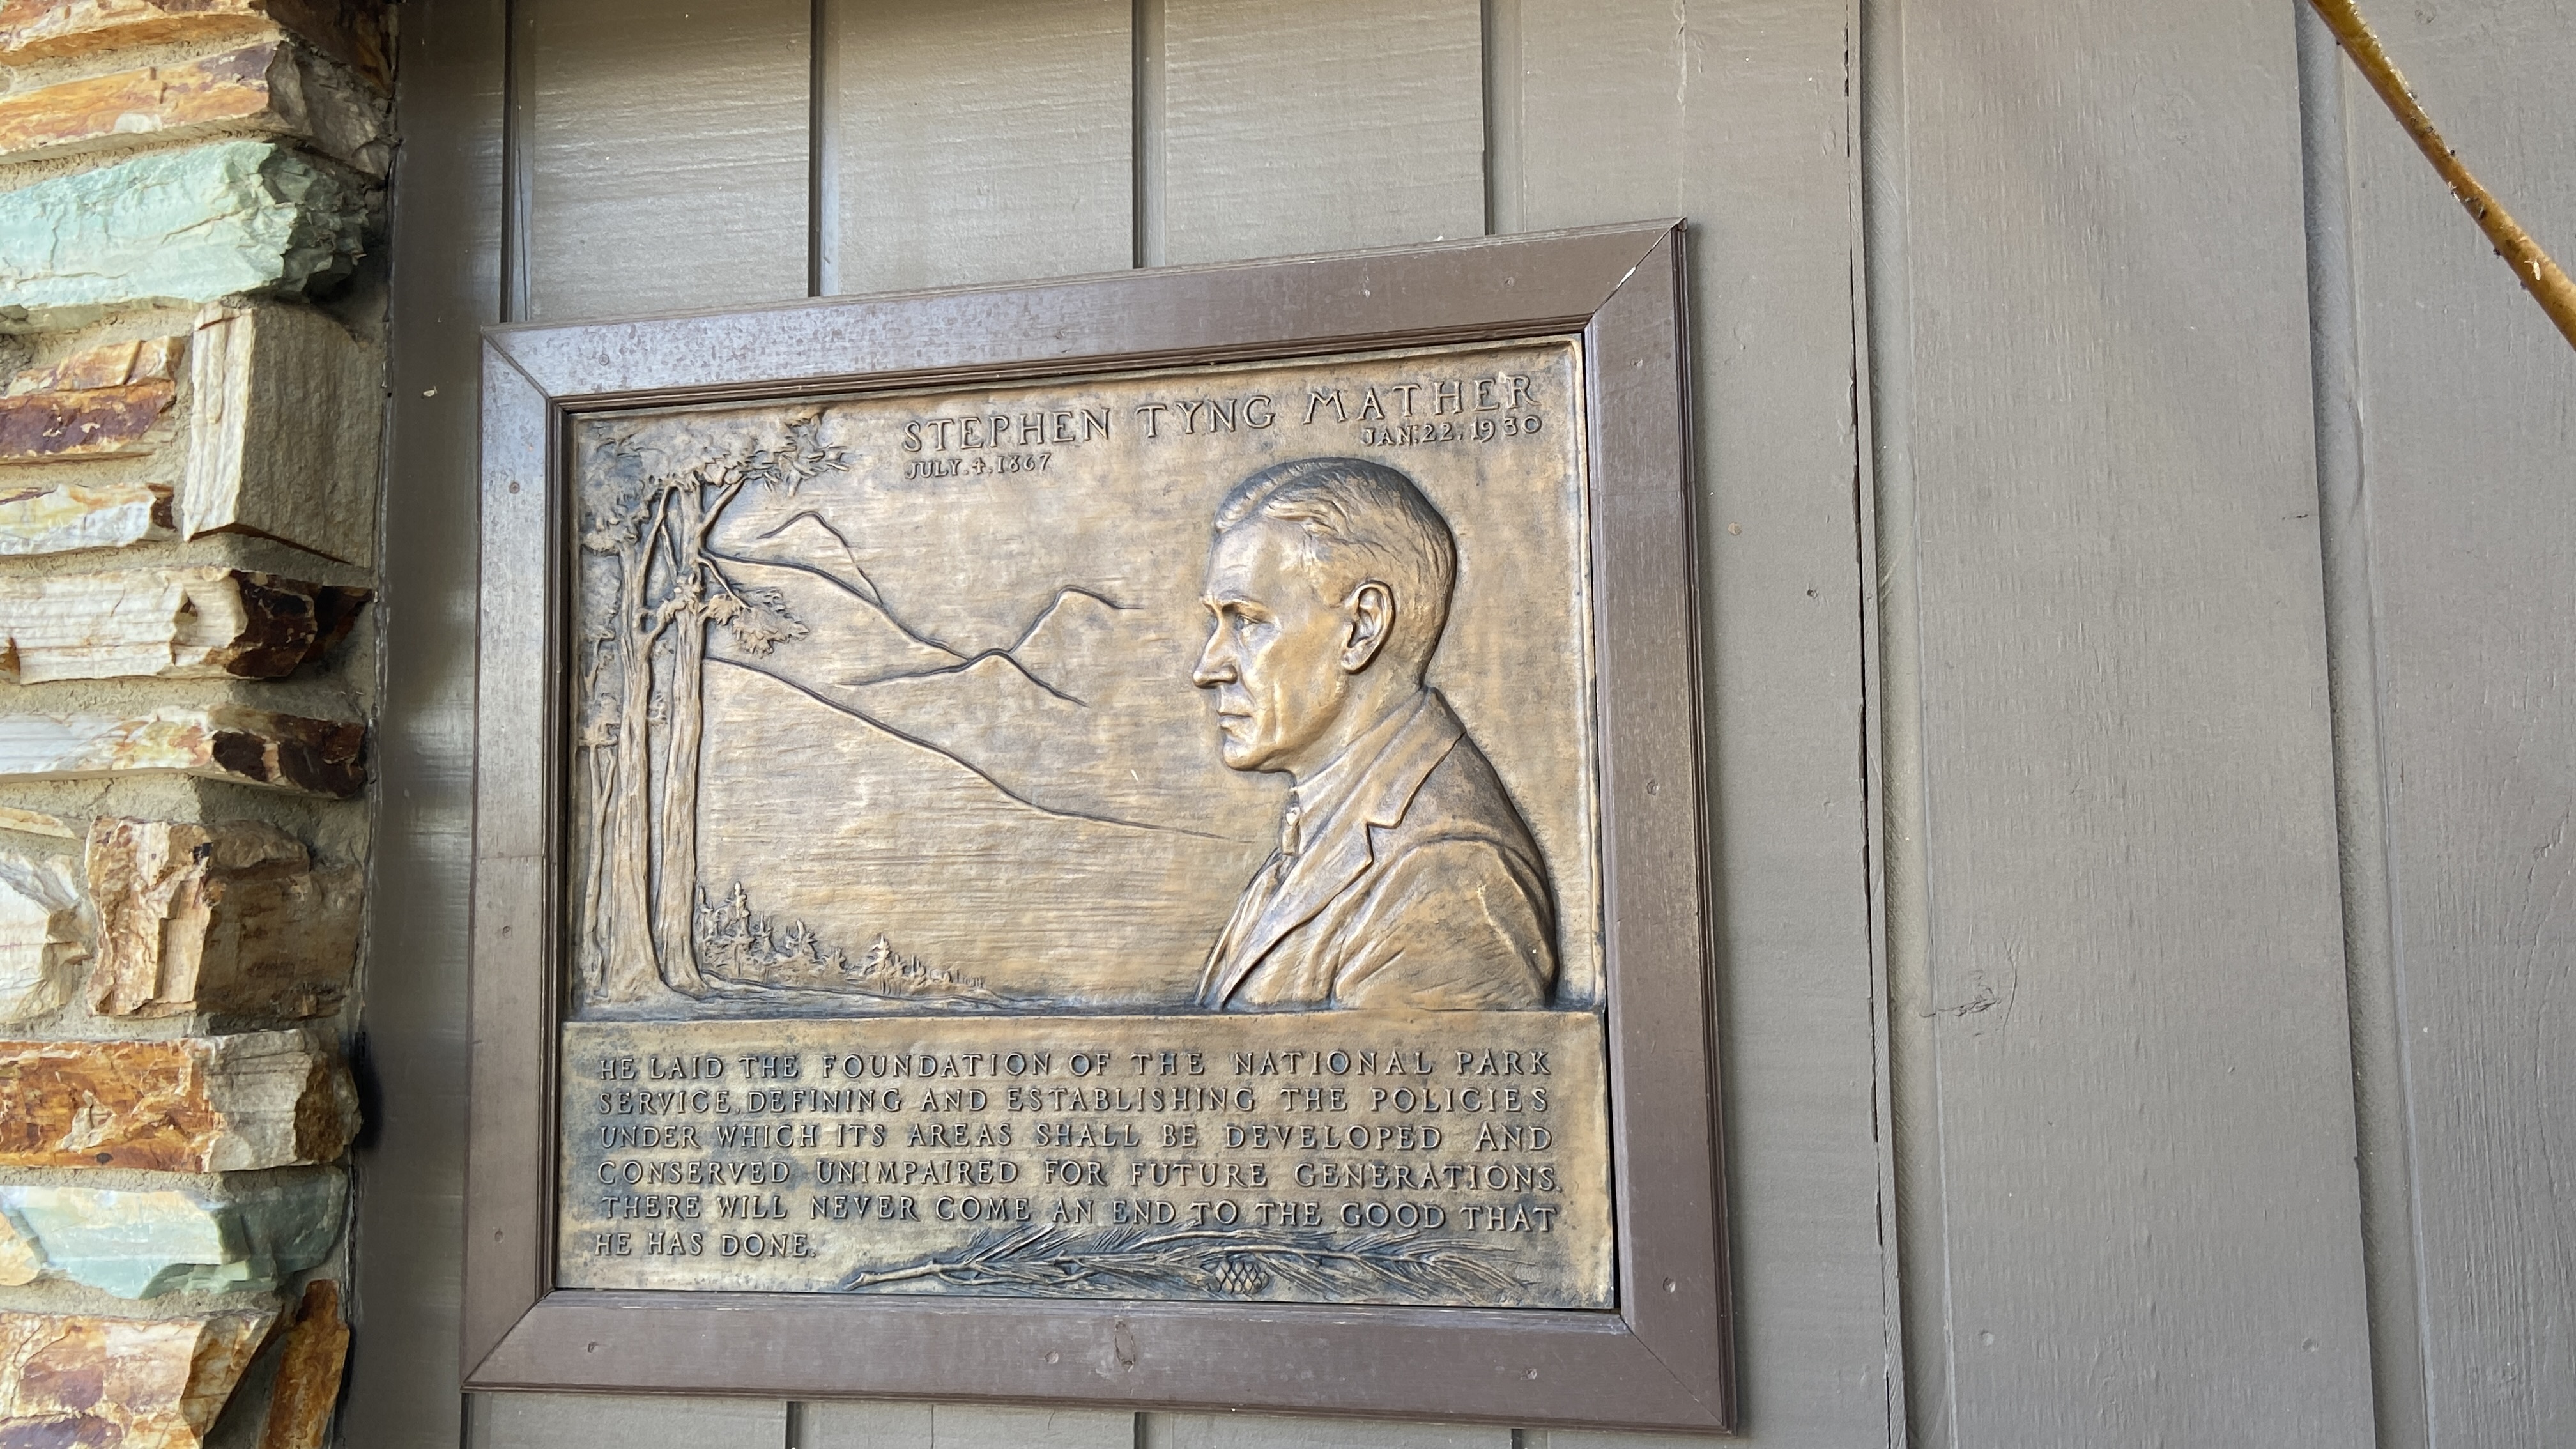 STEPHEN TYNG MATHER
JULY.4.1867 JAN.22.1930
HE LAID THE FOUNDATION OF THE NATIONAL PARK
SERVICE, DEFINING AND ESTABLISHING THE POLICIES
UNDER WHICH ITS AREAS SHALL BE DEVELOPED AND
CONSERVED UNIMPAIRED FOR FUTURE GENERATIONS.
THERE WILL NEVER COME AN END TO THE GOOD THAT
HE HAS DONE.